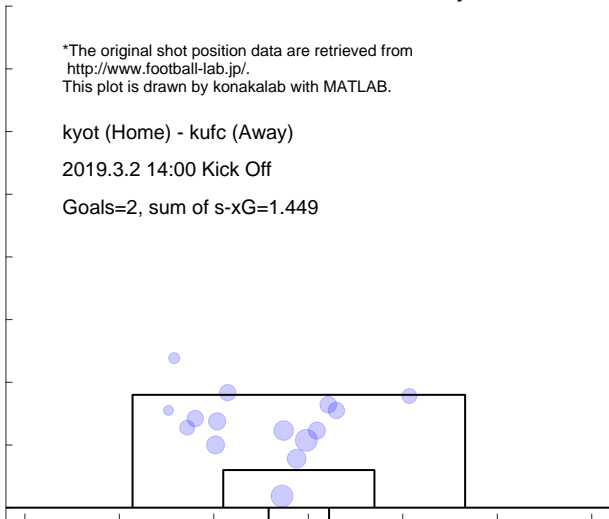 *The original shot position data are retrieved from
http://www.football-lab.jp/.
This plot is drawn by konakalab with MATLAB.
kyot (Home) - kufc (Away)
2019.3.2 14:00 Kick Off
Goals=2, sum of s-xG=1.449